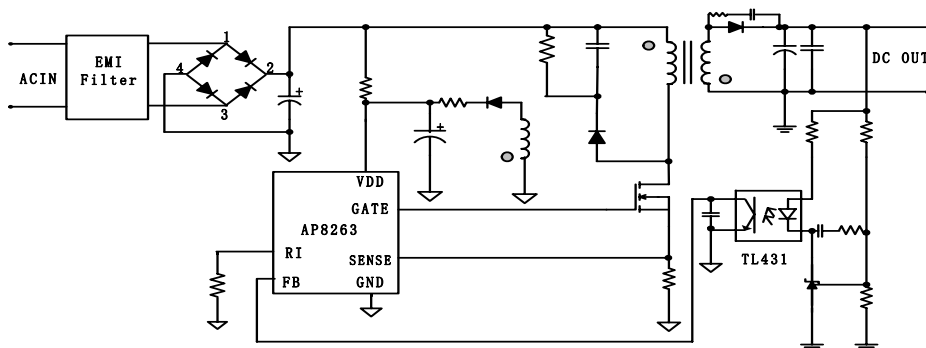 ACIN
EMI
Filter
1
2
3
4
+
+
VDD
GATE
AP8263
RI
SENSE
FB
GND
DC OUT
TL431